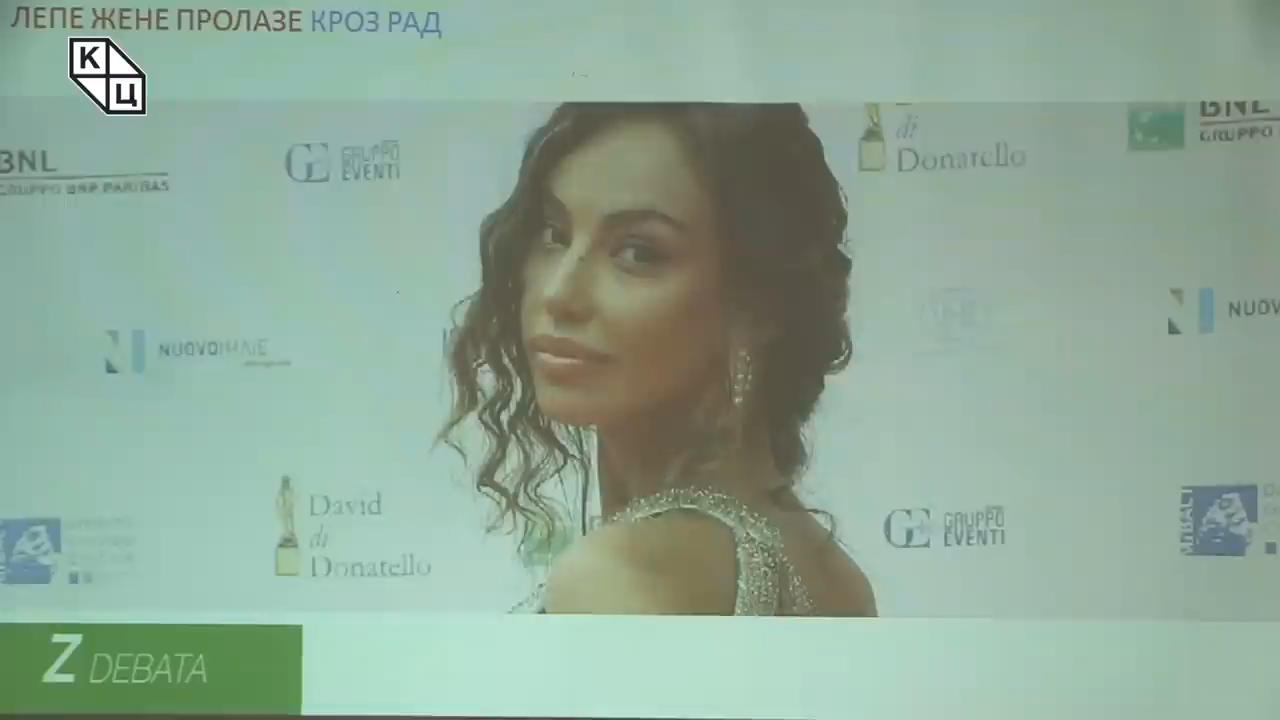 ЛЕПЕ ЖЕНЕ ПРОЛАЗЕ КРОЗ РАД
К
Ц
BNL
GRUPPO BNP PARIBAS
GE
GRUPPO
EVENTI
di
Donatello
BNL
GRUPPO
NUOVOIMAIE
NUOV
David
di
Donatello
GE
GRUPPO
EVENTI
Z DEBATA